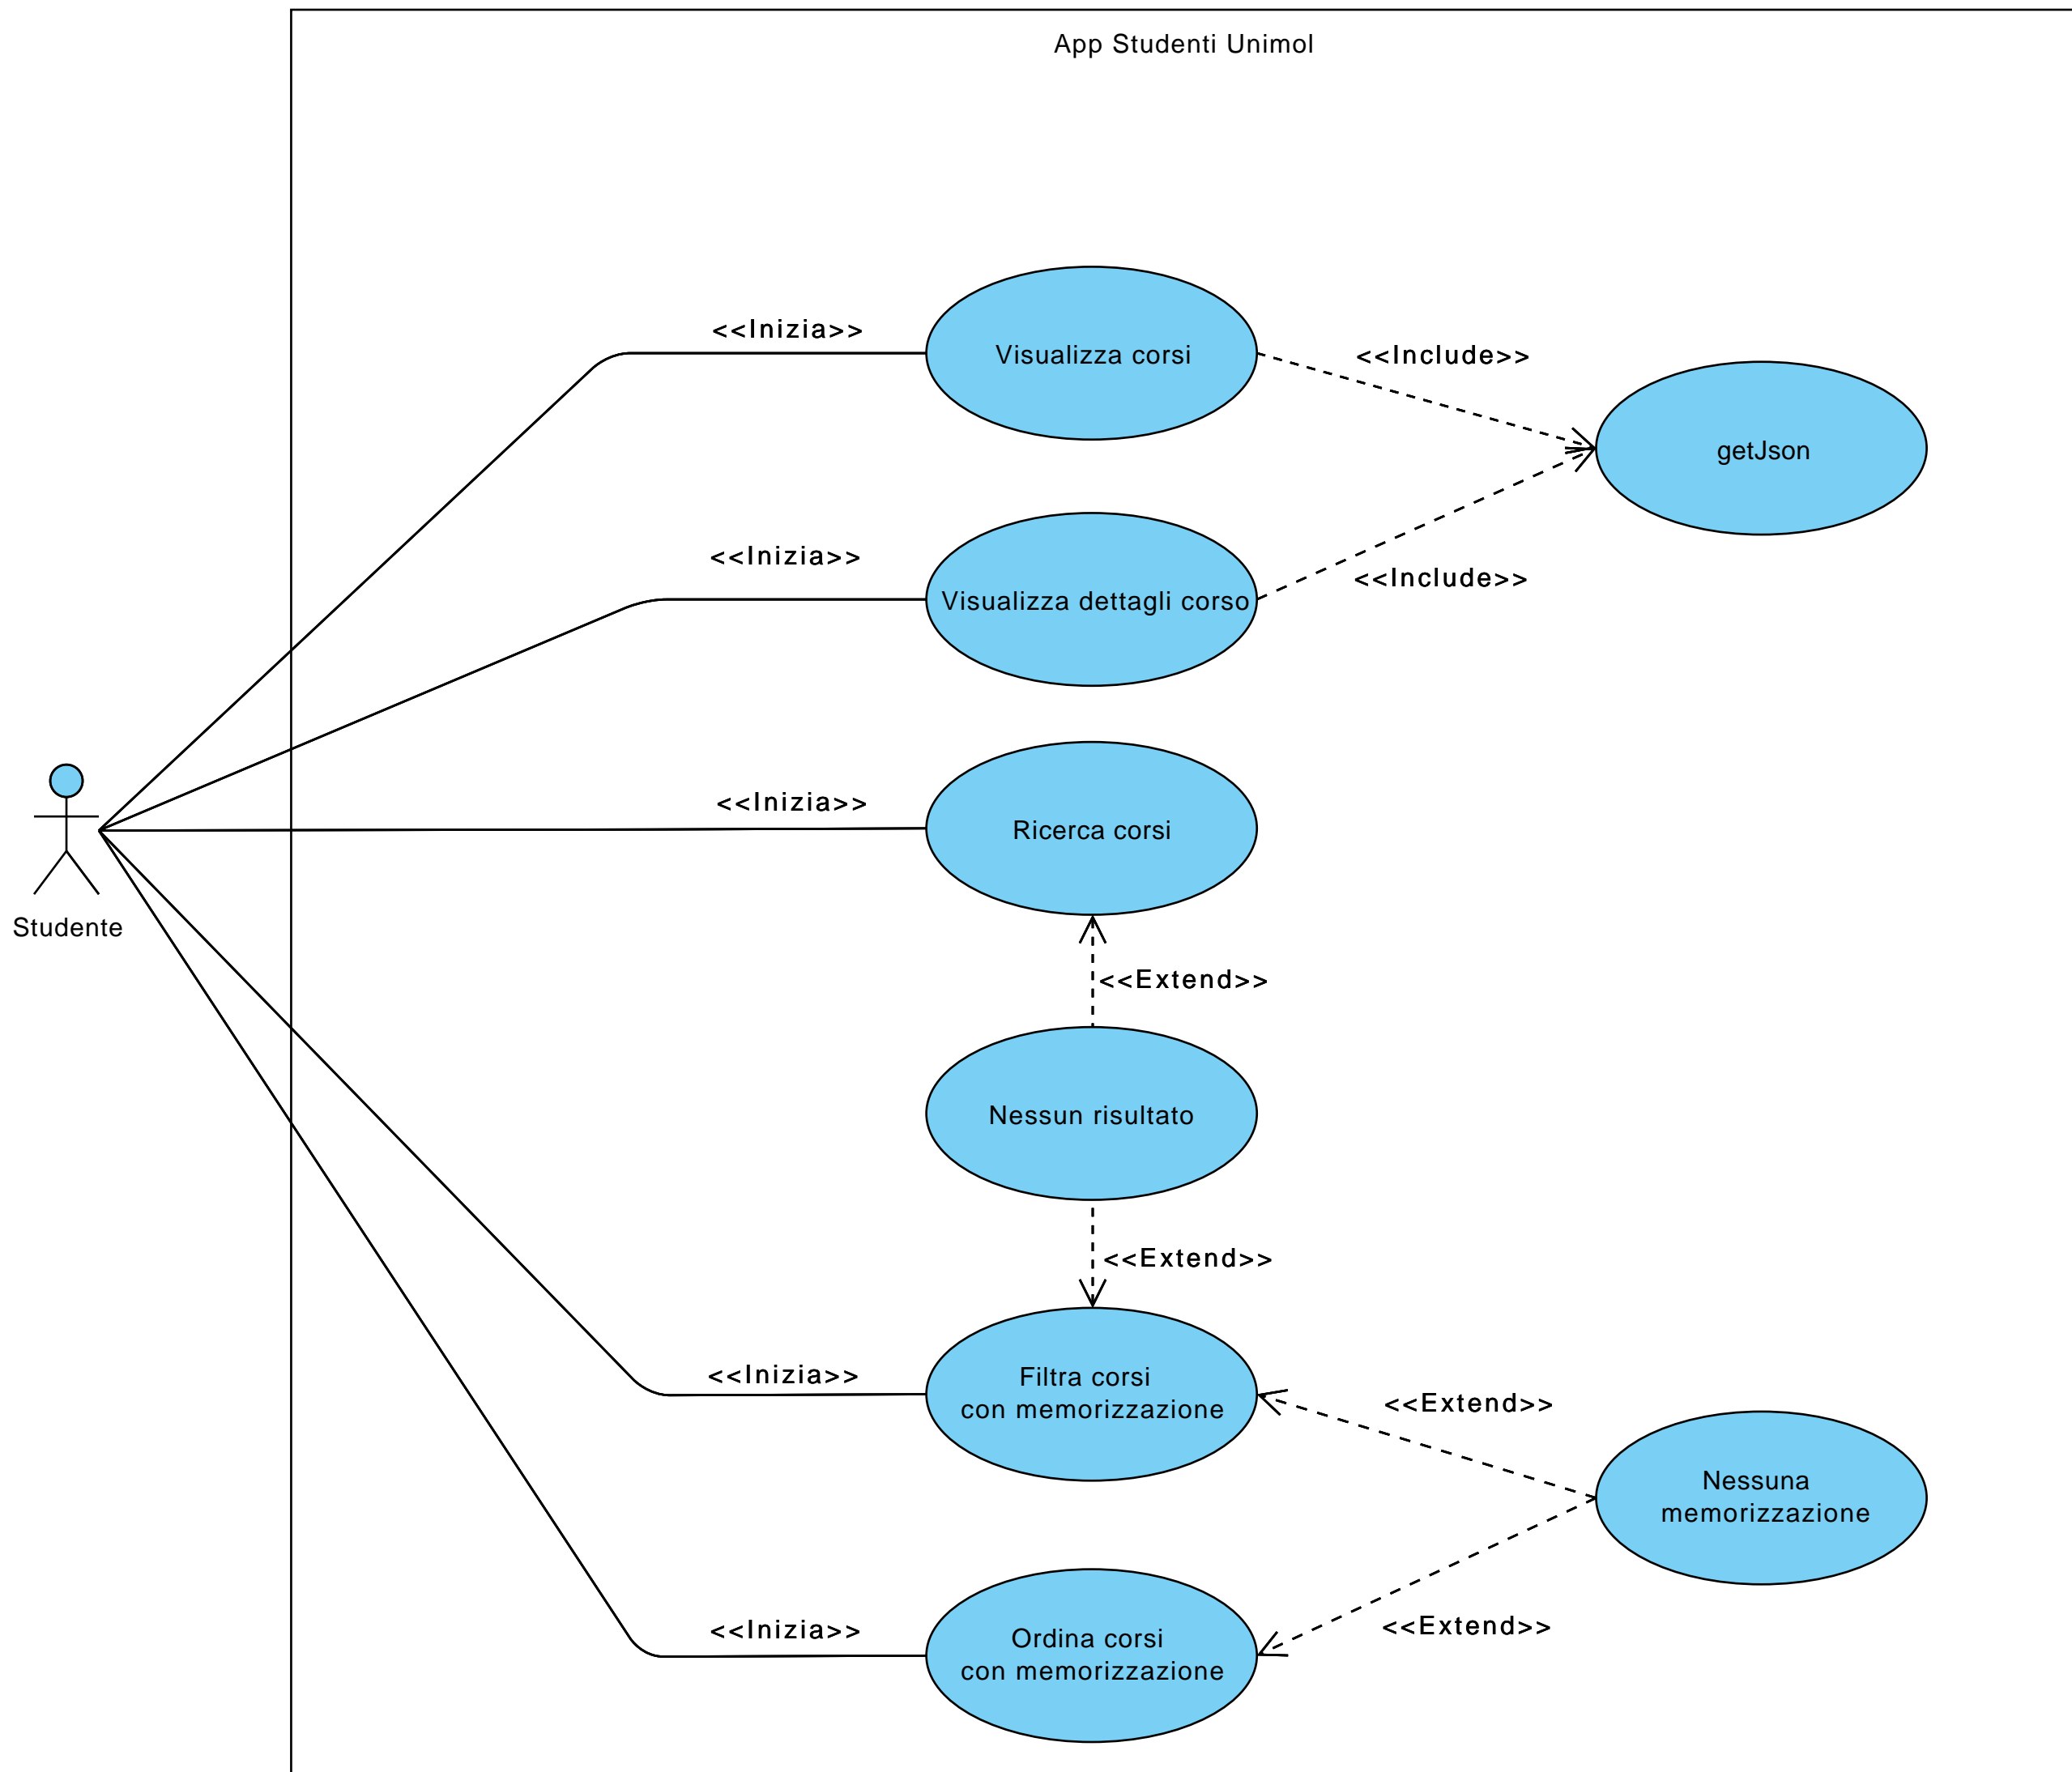 App Studenti Unimol
<<Inizia>>
Visualizza corsi
<<Include>>
getJson
<<Inizia>>
Visualizza dettagli corso
<<Include>>
<<Inizia>>
Ricerca corsi
Studente
<<Extend>>
Nessun risultato
<<Extend>>
<<Inizia>>
Filtra corsi
con memorizzazione
<<Extend>>
Nessuna
memorizzazione
<<Extend>>
<<Inizia>>
Ordina corsi
con memorizzazione